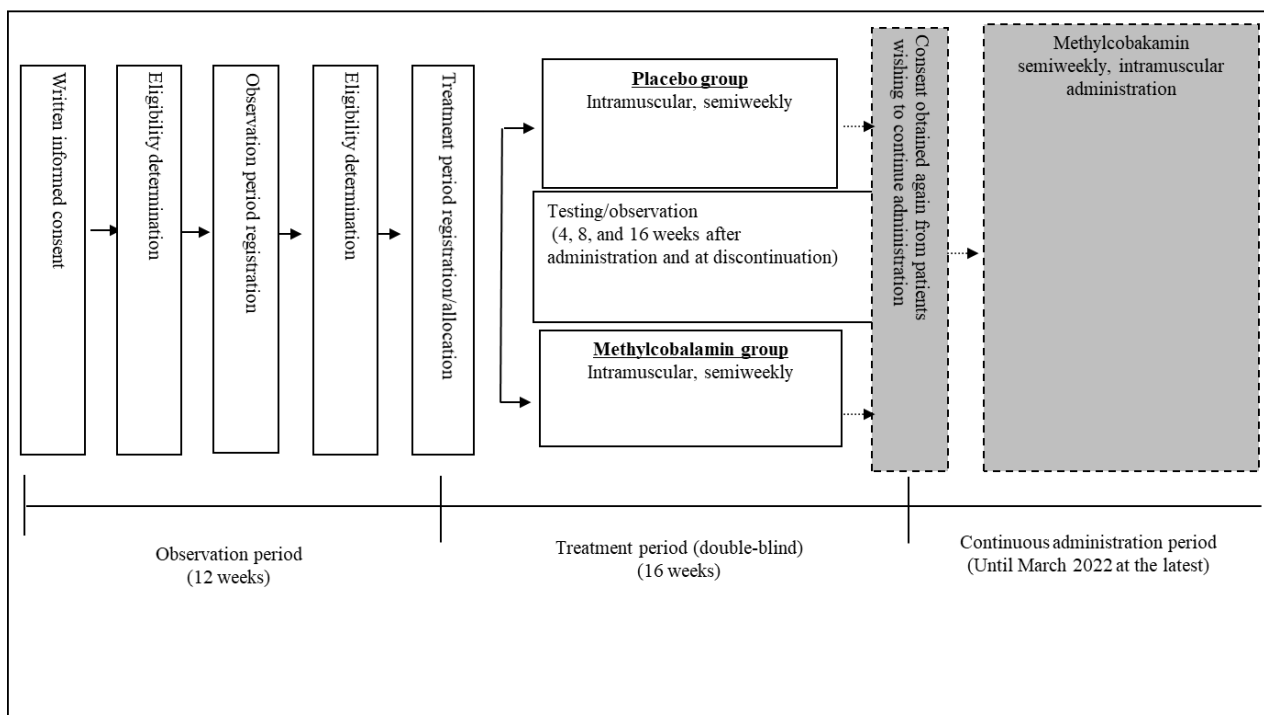 Written informed consent
Eligibility determination
Observation period registration
Eligibility determination
Treatment period registration/allocation
Placebo group
Intramuscular, semiweekly
Testing/observation
(4, 8, and 16 weeks after
administration and at discontinuation)
Methylcobalamin group
Intramuscular, semiweekly
Consent obtained again from patients
wishing to continue administration
Methylcobakamin
semiweekly, intramuscular
administration
Observation period
(12 weeks)
Treatment period (double-blind)
(16 weeks)
Continuous administration period
(Until March 2022 at the latest)